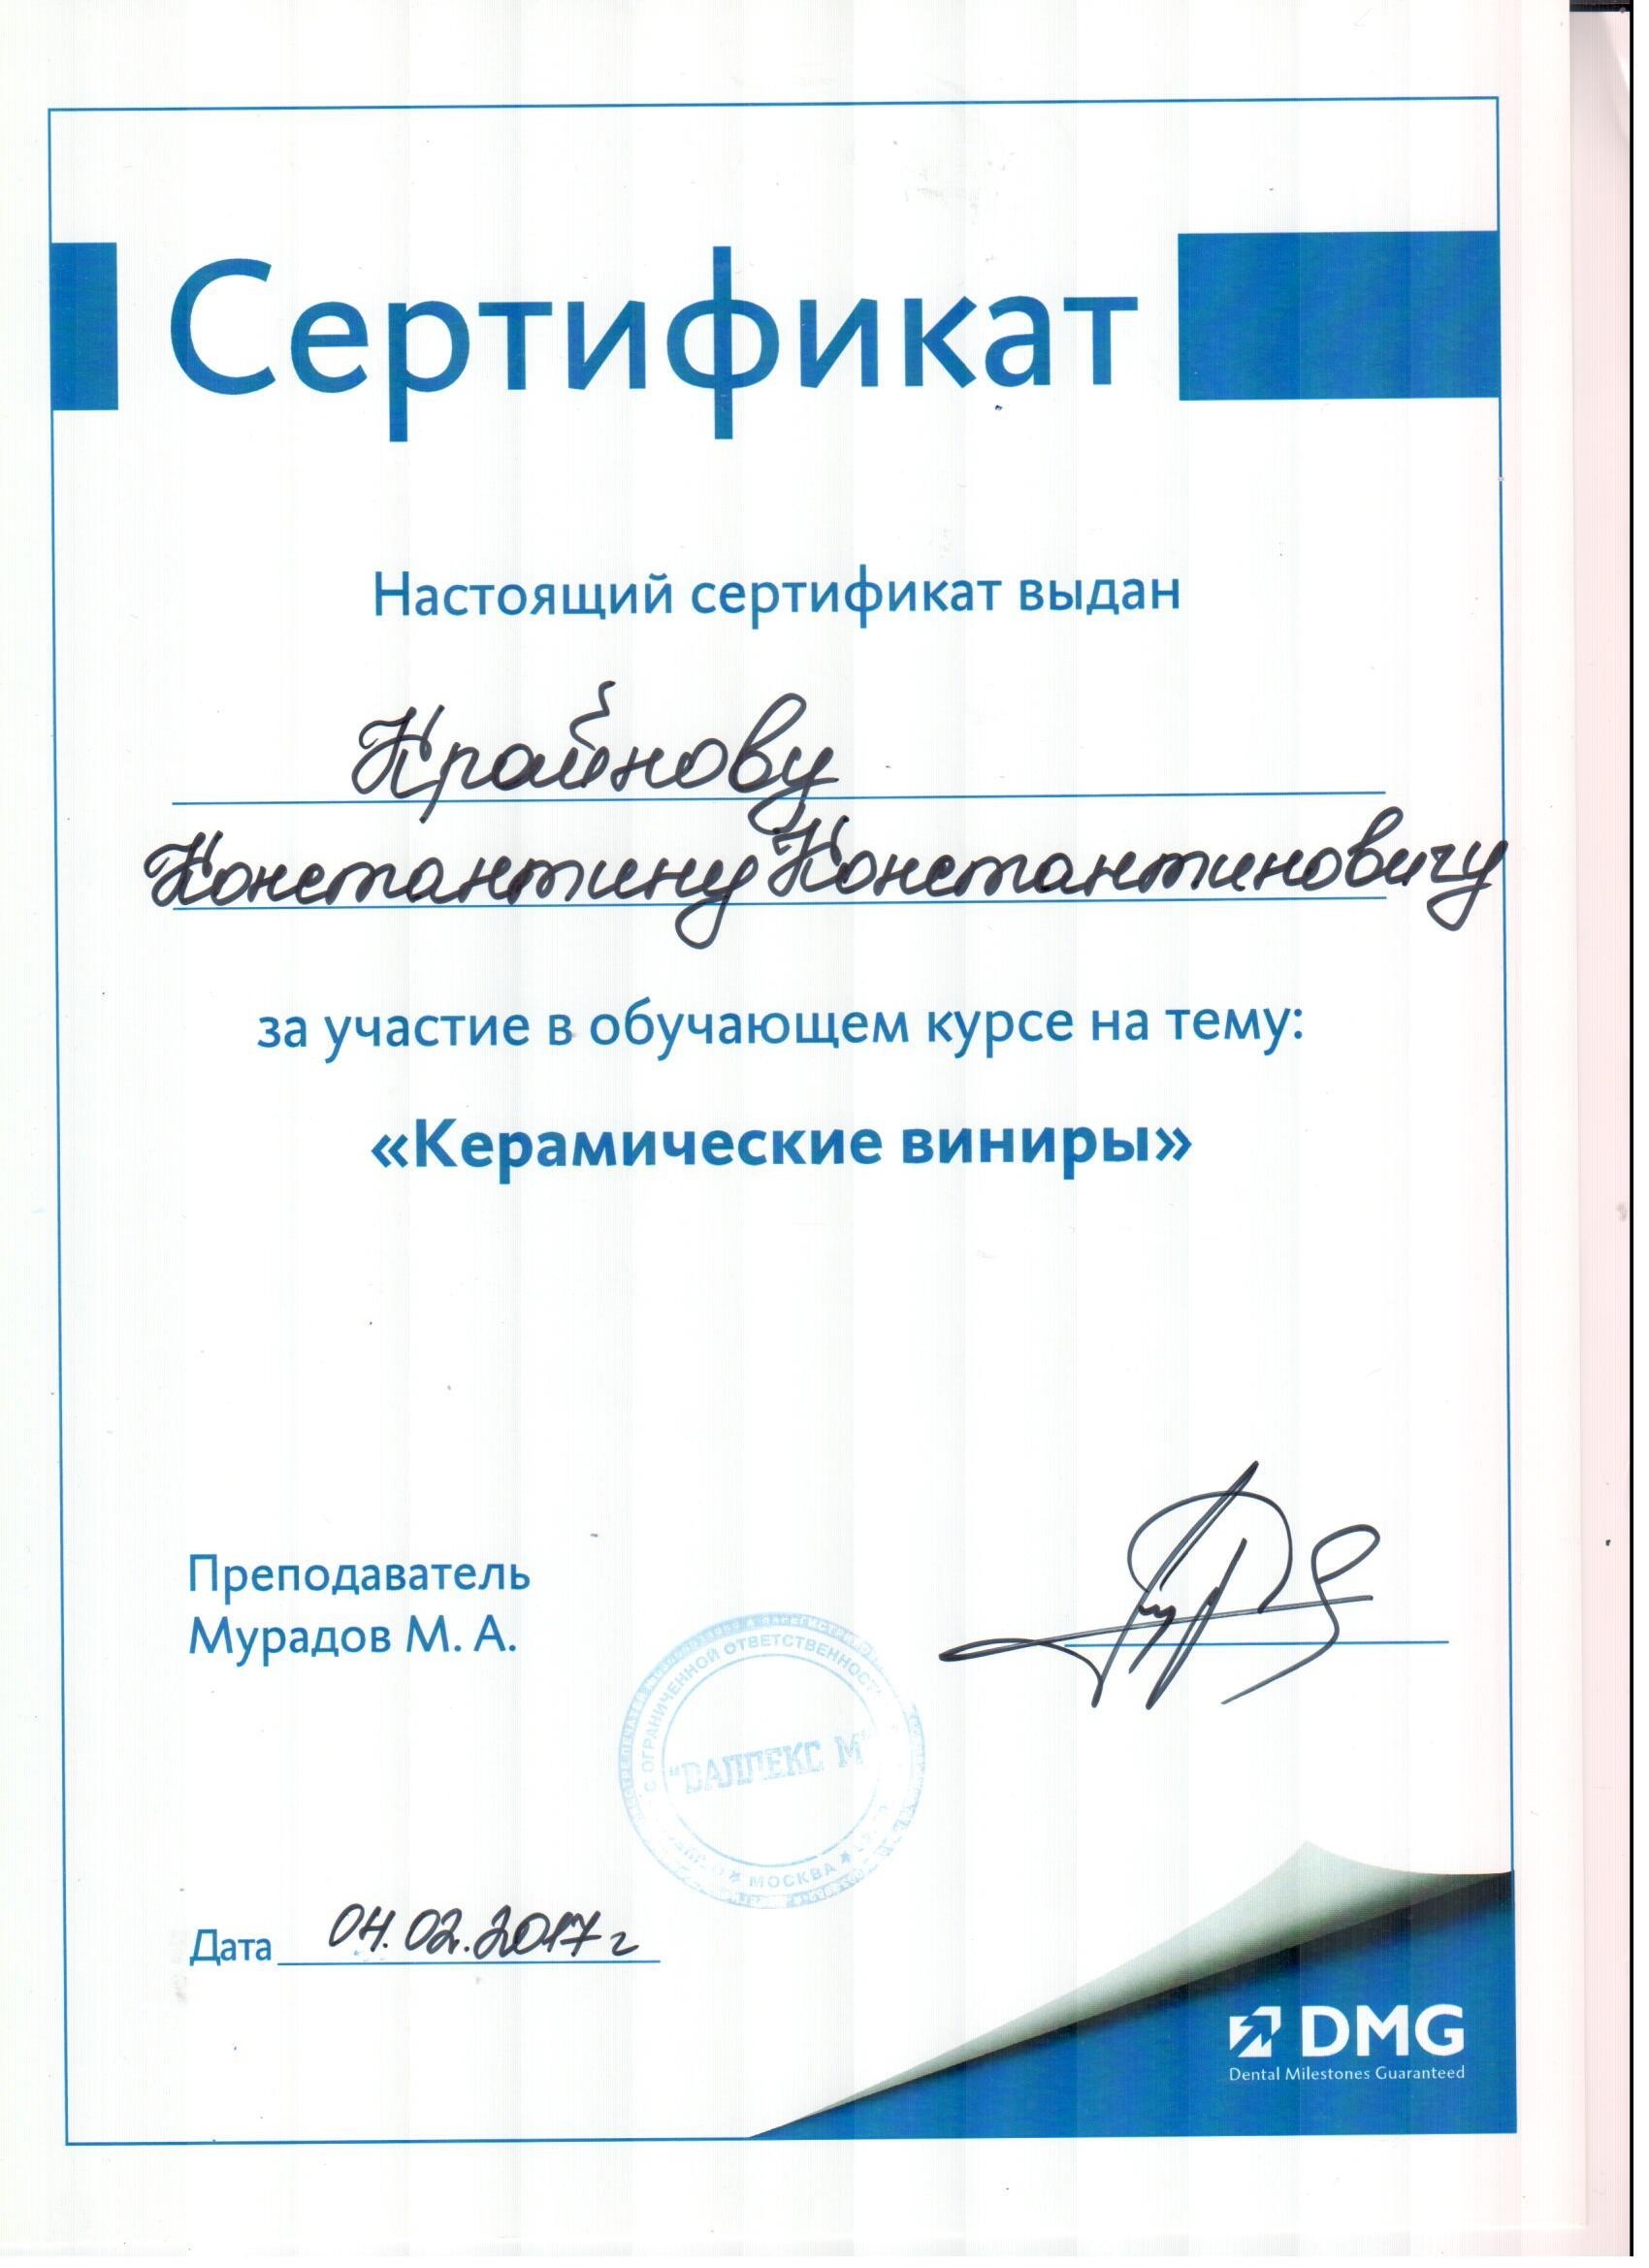 Сертификат
Настоящий сертификат выдан
Крайнову
Константину Константиновичу
за участие в обучающем курсе на тему:
«Керамические виниры»
Преподаватель
Мурадов М. А.
С ОГРАНИЧЕННОЙ ОТВЕТСТВЕННОСТ
"ВАЛЛЕКС М"
МОСКВА
Дата 04.02.2017 г
DMG
Dental Milestones Guaranteed